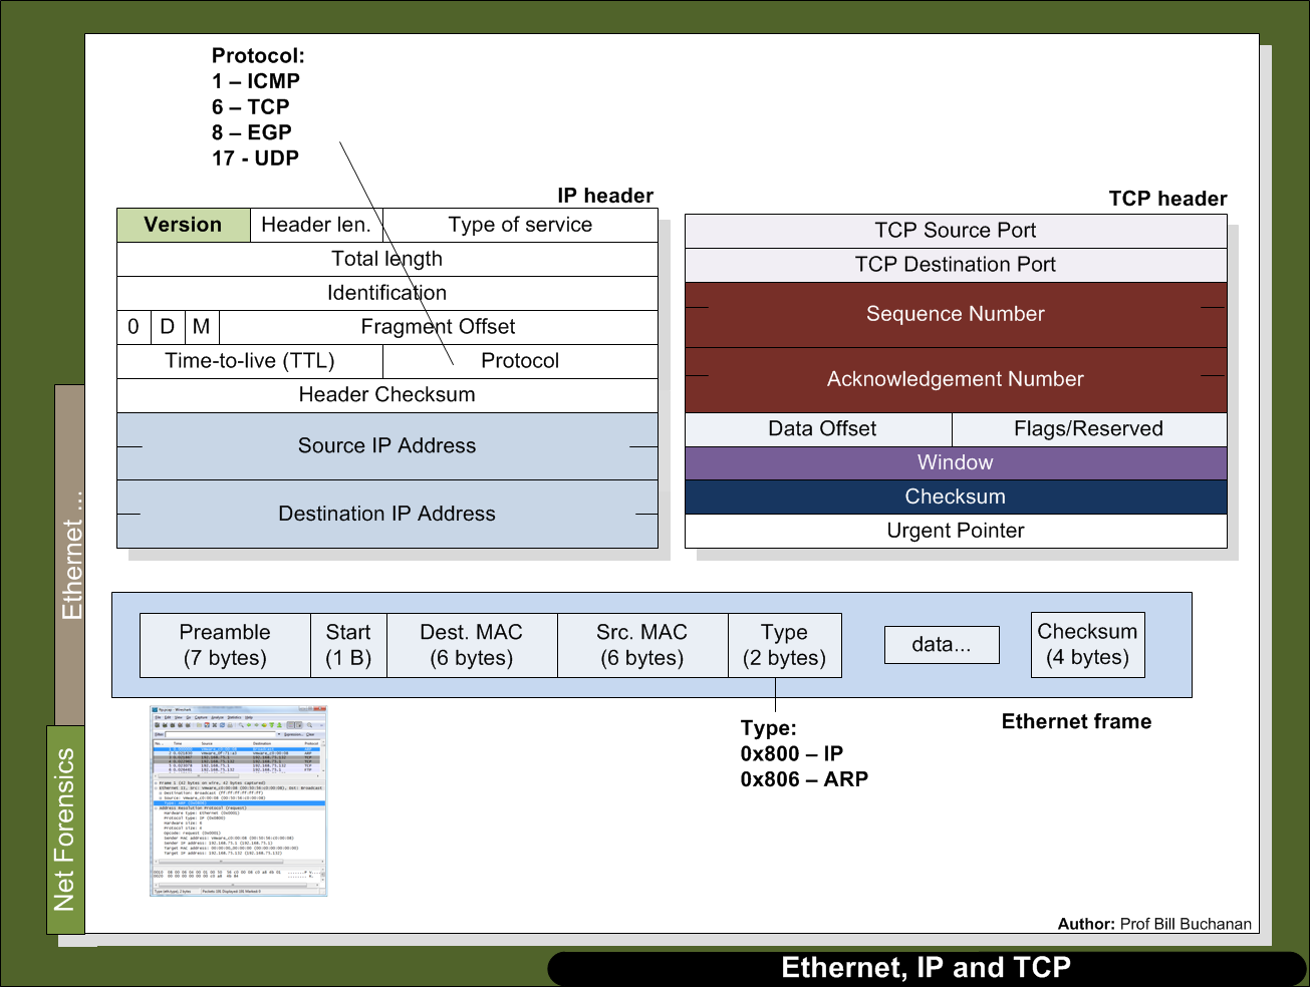 Protocol:
1 – ICMP
6 – TCP
8 – EGP
17 - UDP
IP header
Version
Header len.
Type of service
Total length
Identification
0
D
M
Fragment Offset
Time-to-live (TTL)
Protocol
Header Checksum
Source IP Address
Destination IP Address
TCP header
TCP Source Port
TCP Destination Port
Sequence Number
Acknowledgement Number
Data Offset
Flags/Reserved
Window
Checksum
Urgent Pointer
Preamble
(7 bytes)
Start
(1 B)
Dest. MAC
(6 bytes)
Src. MAC
(6 bytes)
Type
(2 bytes)
data...
Checksum
(4 bytes)
Type:
0x800 – IP
0x806 – ARP
Ethernet frame
Ethernet ...
Net Forensics
Author: Prof Bill Buchanan
Ethernet, IP and TCP